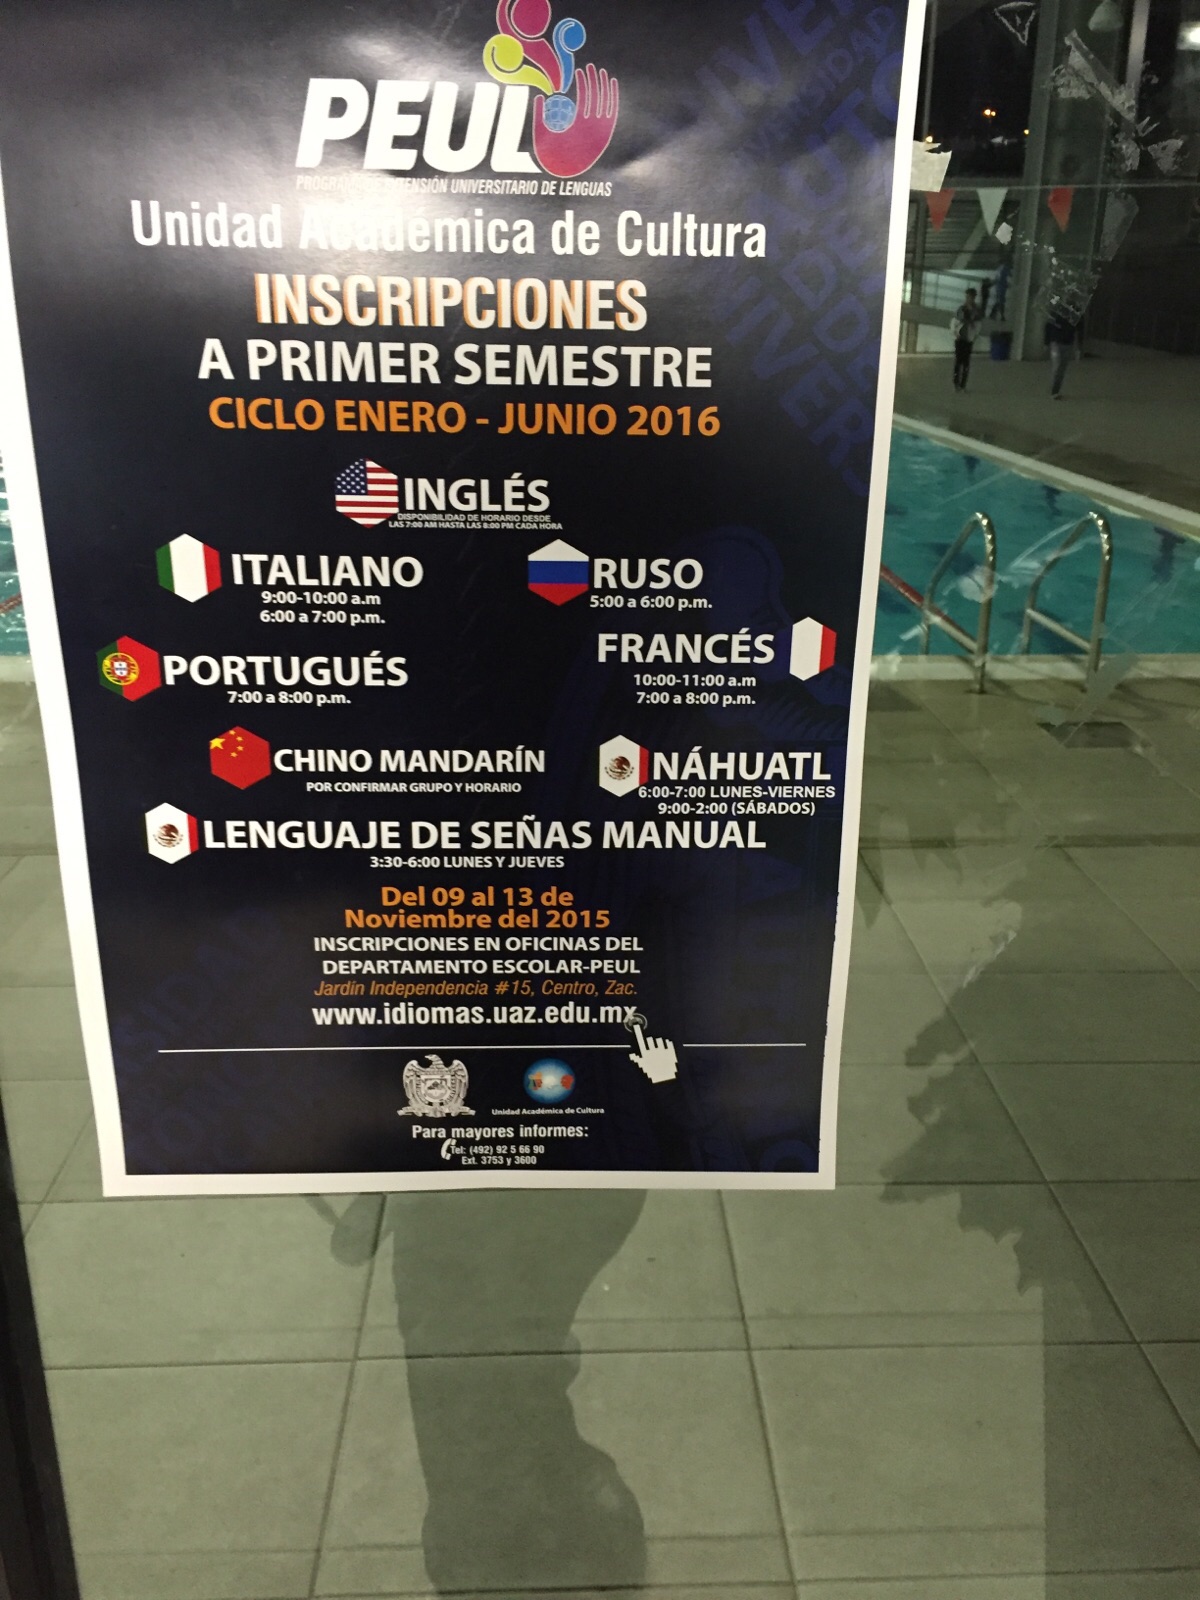 PEUL
PROGRAMA DE EXTENSIÓN UNIVERSITARIO DE LENGUAS
Unidad Académica de Cultura
INSCRIPCIONES
A PRIMER SEMESTRE
CICLO ENERO - JUNIO 2016
INGLÉS
DISPONIBILIDAD DE HORARIO DESDE
LAS 7:00 AM HASTA LAS 8:00 PM CADA HORA
ITALIANO
9:00-10:00 a.m
6:00 a 7:00 p.m.
RUSO
5:00 a 6:00 p.m.
PORTUGUÉS
7:00 a 8:00 p.m.
FRANCÉS
10:00-11:00 a.m
7:00 a 8:00 p.m.
CHINO MANDARÍN
POR CONFIRMAR GRUPO Y HORARIO
NÁHUATL
6:00-7:00 LUNES-VIERNES
9:00-2:00 (SÁBADOS)
LENGUAJE DE SEÑAS MANUAL
3:30-6:00 LUNES Y JUEVES
Del 09 al 13 de
Noviembre del 2015
INSCRIPCIONES EN OFICINAS DEL
DEPARTAMENTO ESCOLAR-PEUL
Jardín Independencia #15, Centro, Zac.
www.idiomas.uaz.edu.mx
Unidad Académica de Cultura
Para mayores informes:
Tel: (492) 92 5 66 90
Ext. 3753 y 3600